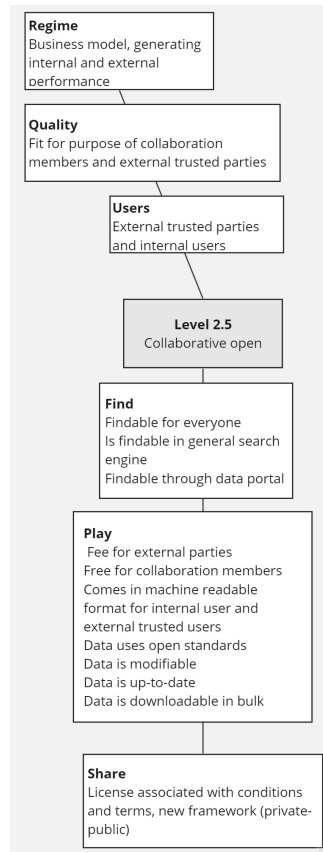 Regime
Business model, generating
internal and external
performance
Quality
Fit for purpose of collaboration
members and external trusted parties
Users
External trusted parties
and internal users
Level 2.5
Collaborative open
Find
Findable for everyone
Is findable in general search
engine
Findable through data portal
Play
Fee for external parties
Free for collaboration members
Comes in machine readable
format for internal user and
external trusted users
Data uses open standards
Data is modifiable
Data is up-to-date
Data is downloadable in bulk
Share
License associated with conditions
and terms, new framework (private-
public)